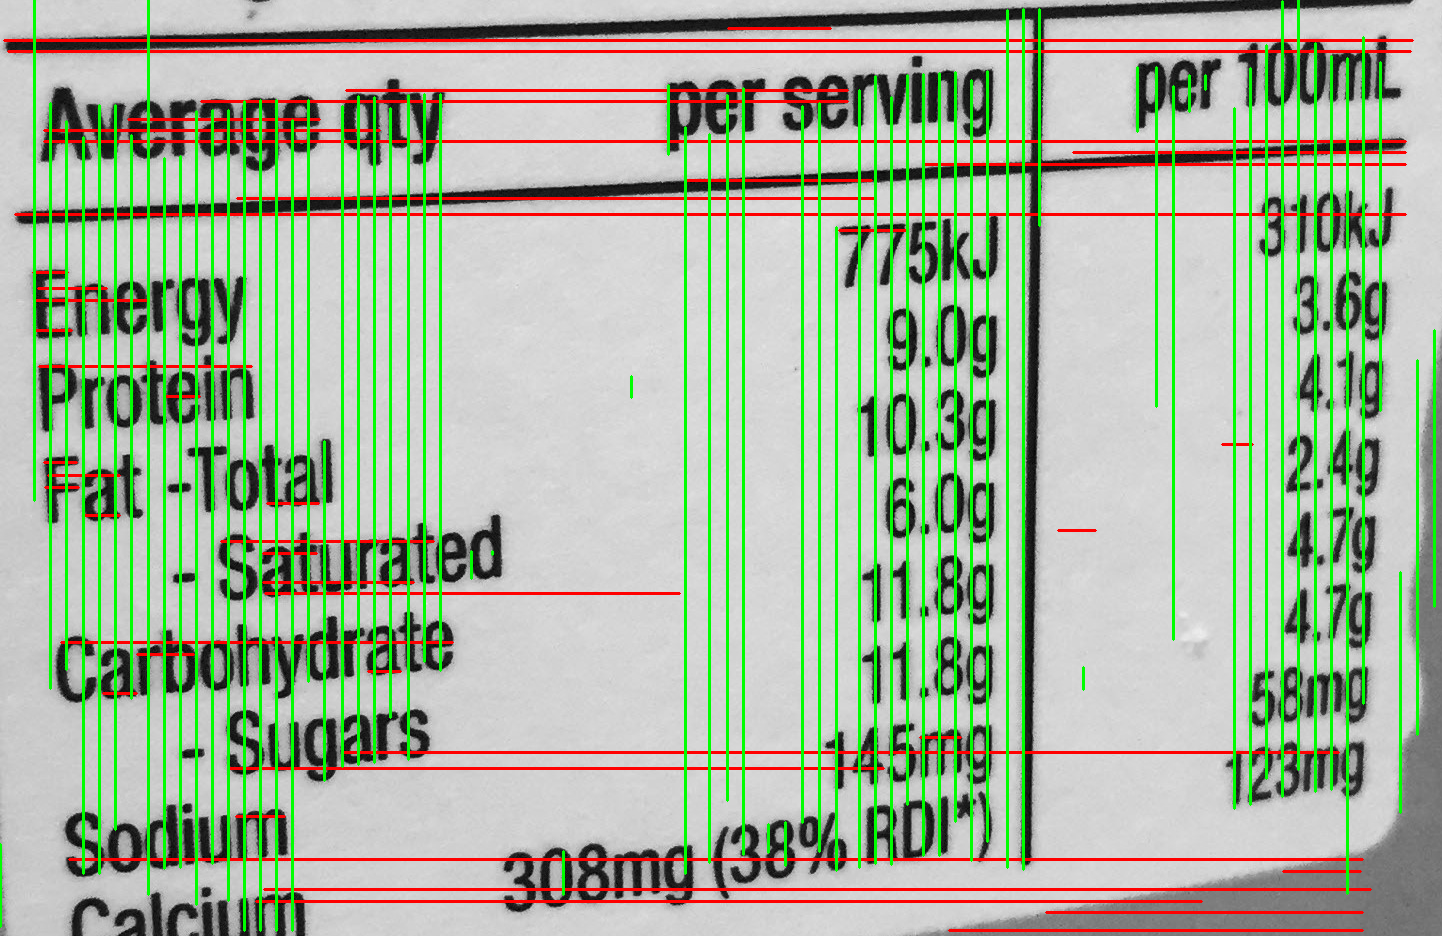 Average qty per serving per 100mL
Energy 775kJ 310kJ
Protein 9.0g 3.6g
Fat -Total 10.3g 4.1g
- Saturated 6.0g 2.4g
Carbohydrate 11.8g 4.7g
- Sugars 11.8g 4.7g
Sodium 145mg 58mg
Calcium 308mg (38% RDI*) 123mg